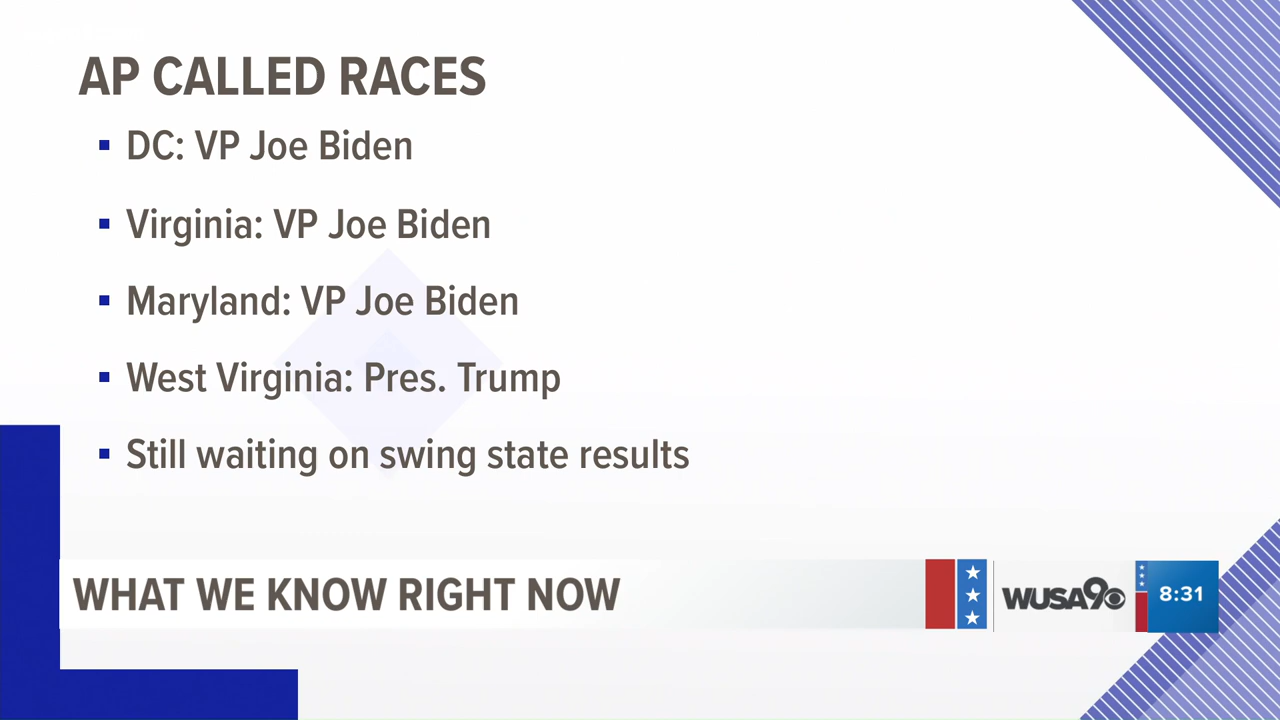 AP CALLED RACES
DC: VP Joe Biden
Virginia: VP Joe Biden
Maryland: VP Joe Biden
West Virginia: Pres. Trump
Still waiting on swing state results
WHAT WE KNOW RIGHT NOW
WUSA9
8:31